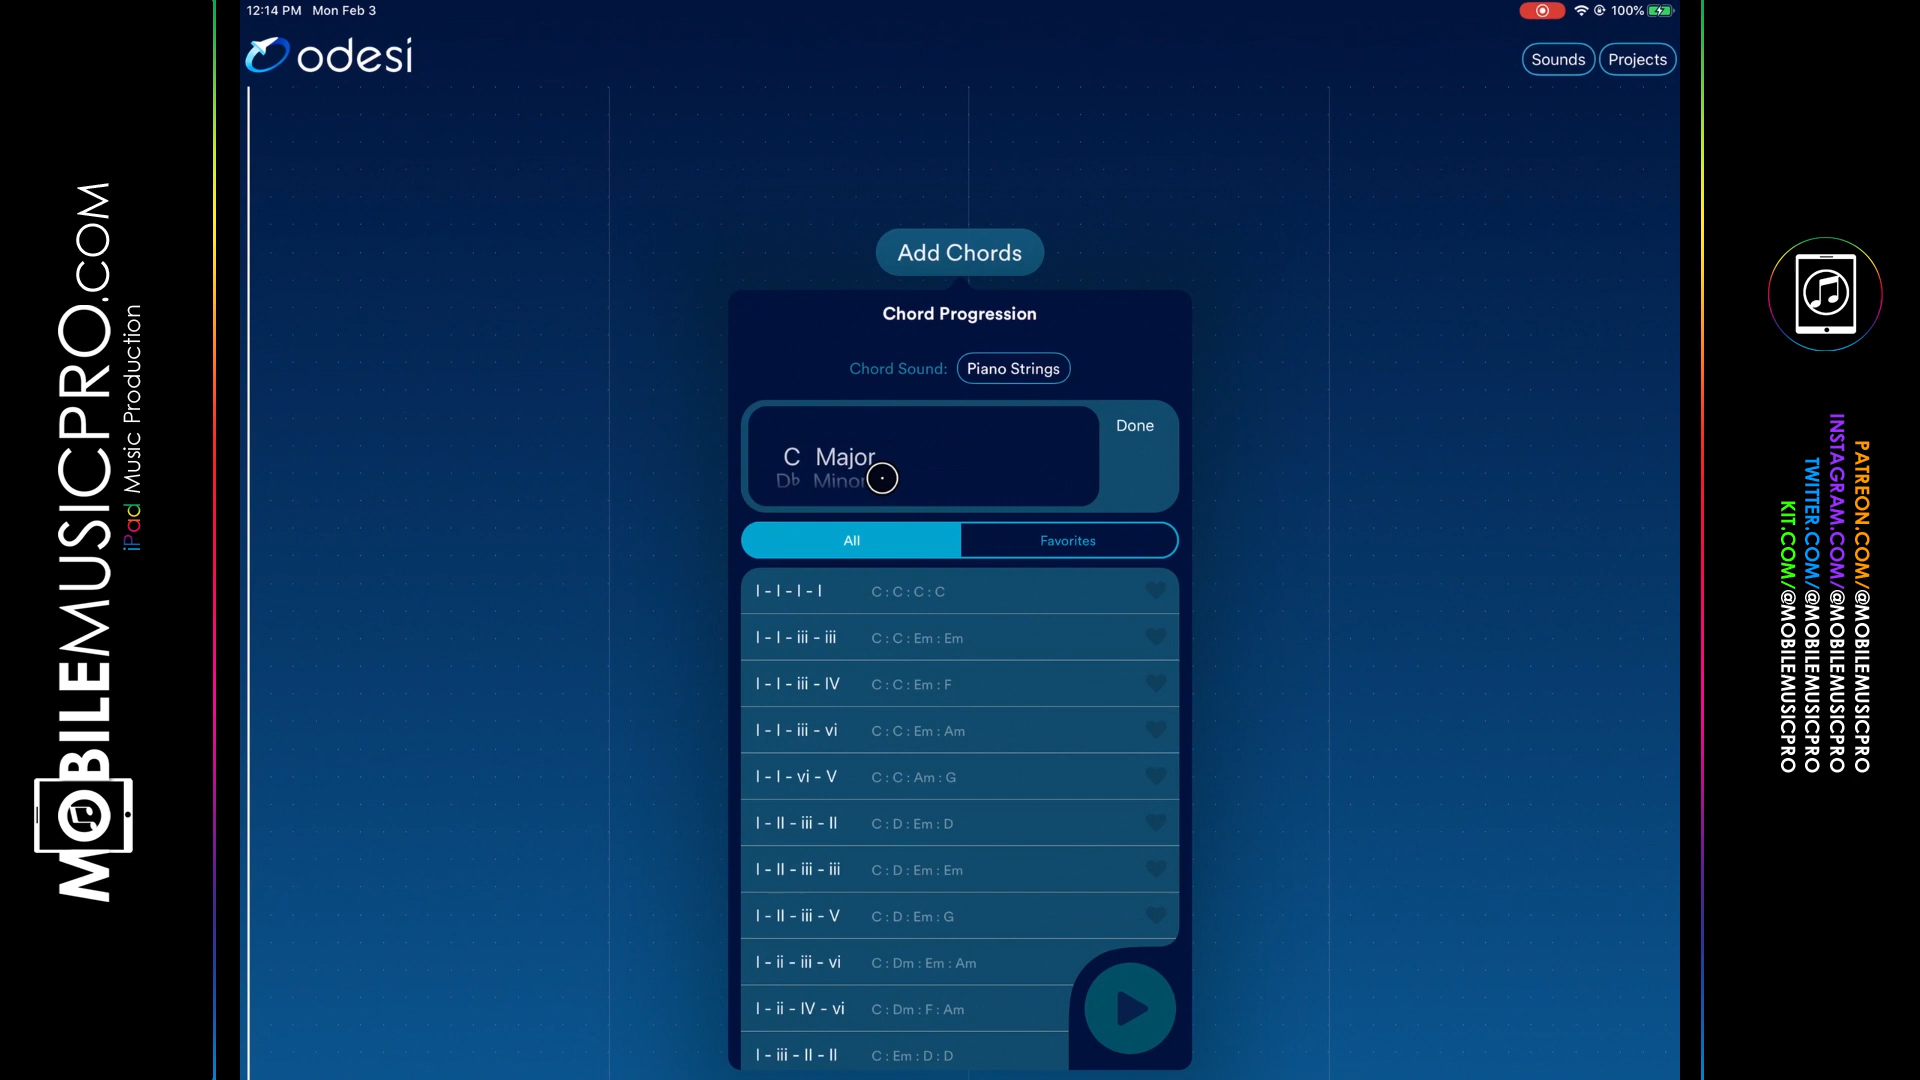 12:14 PM Mon Feb 3
100%
odesi
Sounds
Projects
Add Chords
Chord Progression
Chord Sound: Piano Strings
C Major
Db Minor
Done
All
Favorites
I - I - I - I C : C : C : C
I - I - iii - iii C : C : Em : Em
I - I - iii - IV C : C : Em : F
I - I - iii - vi C : C : Em : Am
I - I - vi - V C : C : Am : G
I - II - iii - II C : D : Em : D
I - II - iii - iii C : D : Em : Em
I - II - iii - V C : D : Em : G
I - ii - iii - vi C : Dm : Em : Am
I - ii - IV - vi C : Dm : F : Am
I - iii - II - II C : Em : D : D
MOBILEMUSICPRO.COM
iPad Music Production
PATREON.COM/@MOBILEMUSICPRO
INSTAGRAM.COM/@MOBILEMUSICPRO
TWITTER.COM/@MOBILEMUSICPRO
KIT.COM/@MOBILEMUSICPRO